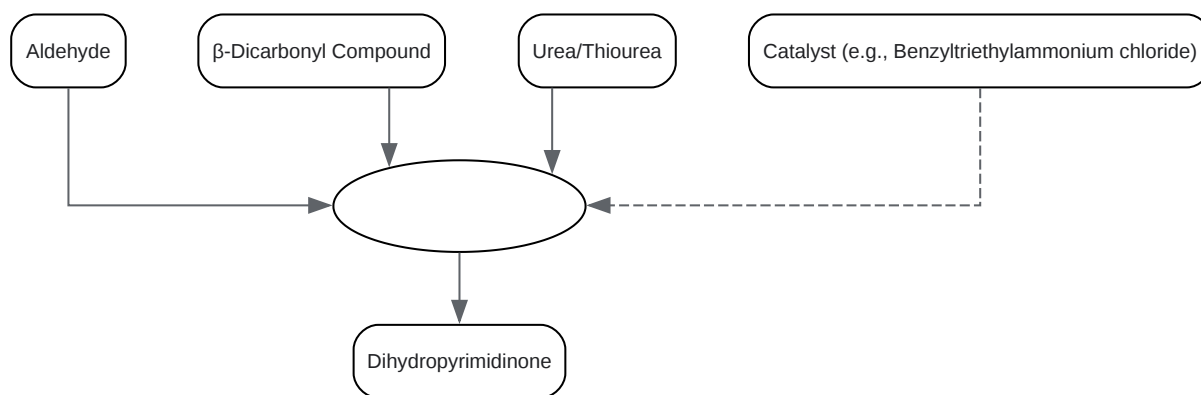 Aldehyde
β-Dicarbonyl Compound
Urea/Thiourea
Catalyst (e.g., Benzyltriethylammonium chloride)
Dihydropyrimidinone